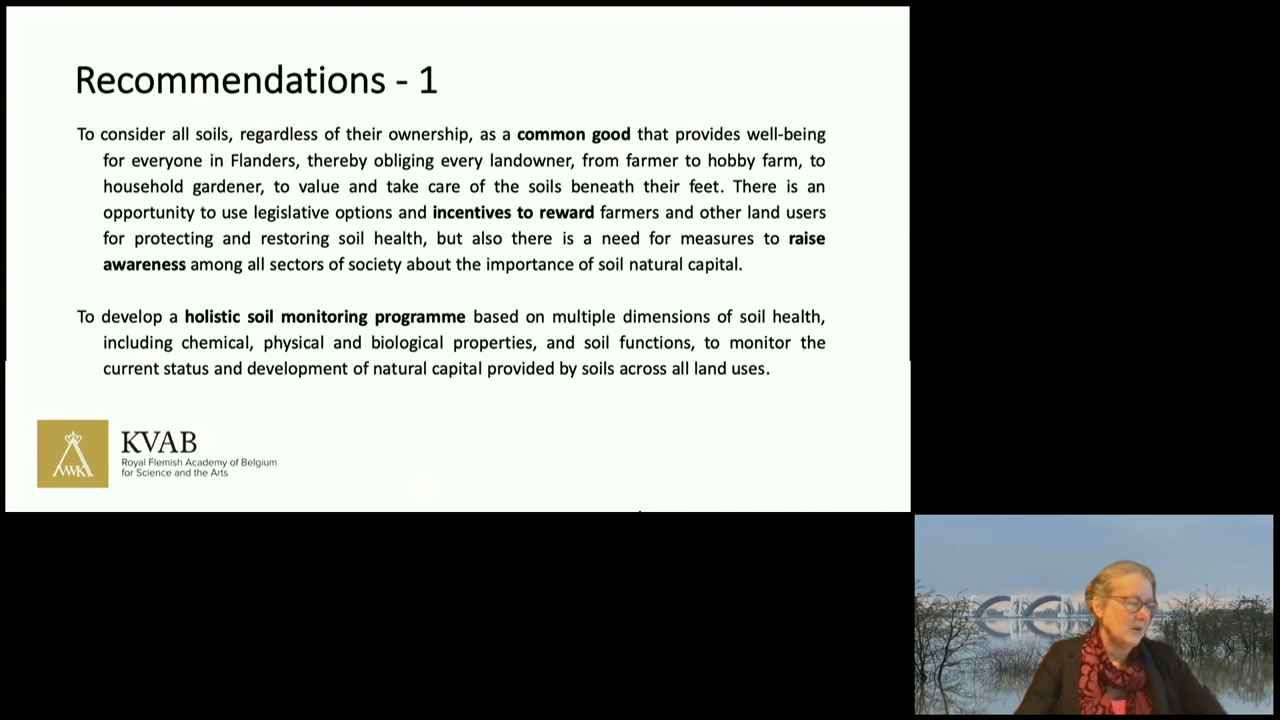 Recommendations - 1
To consider all soils, regardless of their ownership, as a common good that provides well-being
for everyone in Flanders, thereby obliging every landowner, from farmer to hobby farm, to
household gardener, to value and take care of the soils beneath their feet. There is an
opportunity to use legislative options and incentives to reward farmers and other land users
for protecting and restoring soil health, but also there is a need for measures to raise
awareness among all sectors of society about the importance of soil natural capital.
To develop a holistic soil monitoring programme based on multiple dimensions of soil health,
including chemical, physical and biological properties, and soil functions, to monitor the
current status and development of natural capital provided by soils across all land uses.
KVAB
Royal Flemish Academy of Belgium
for Science and the Arts